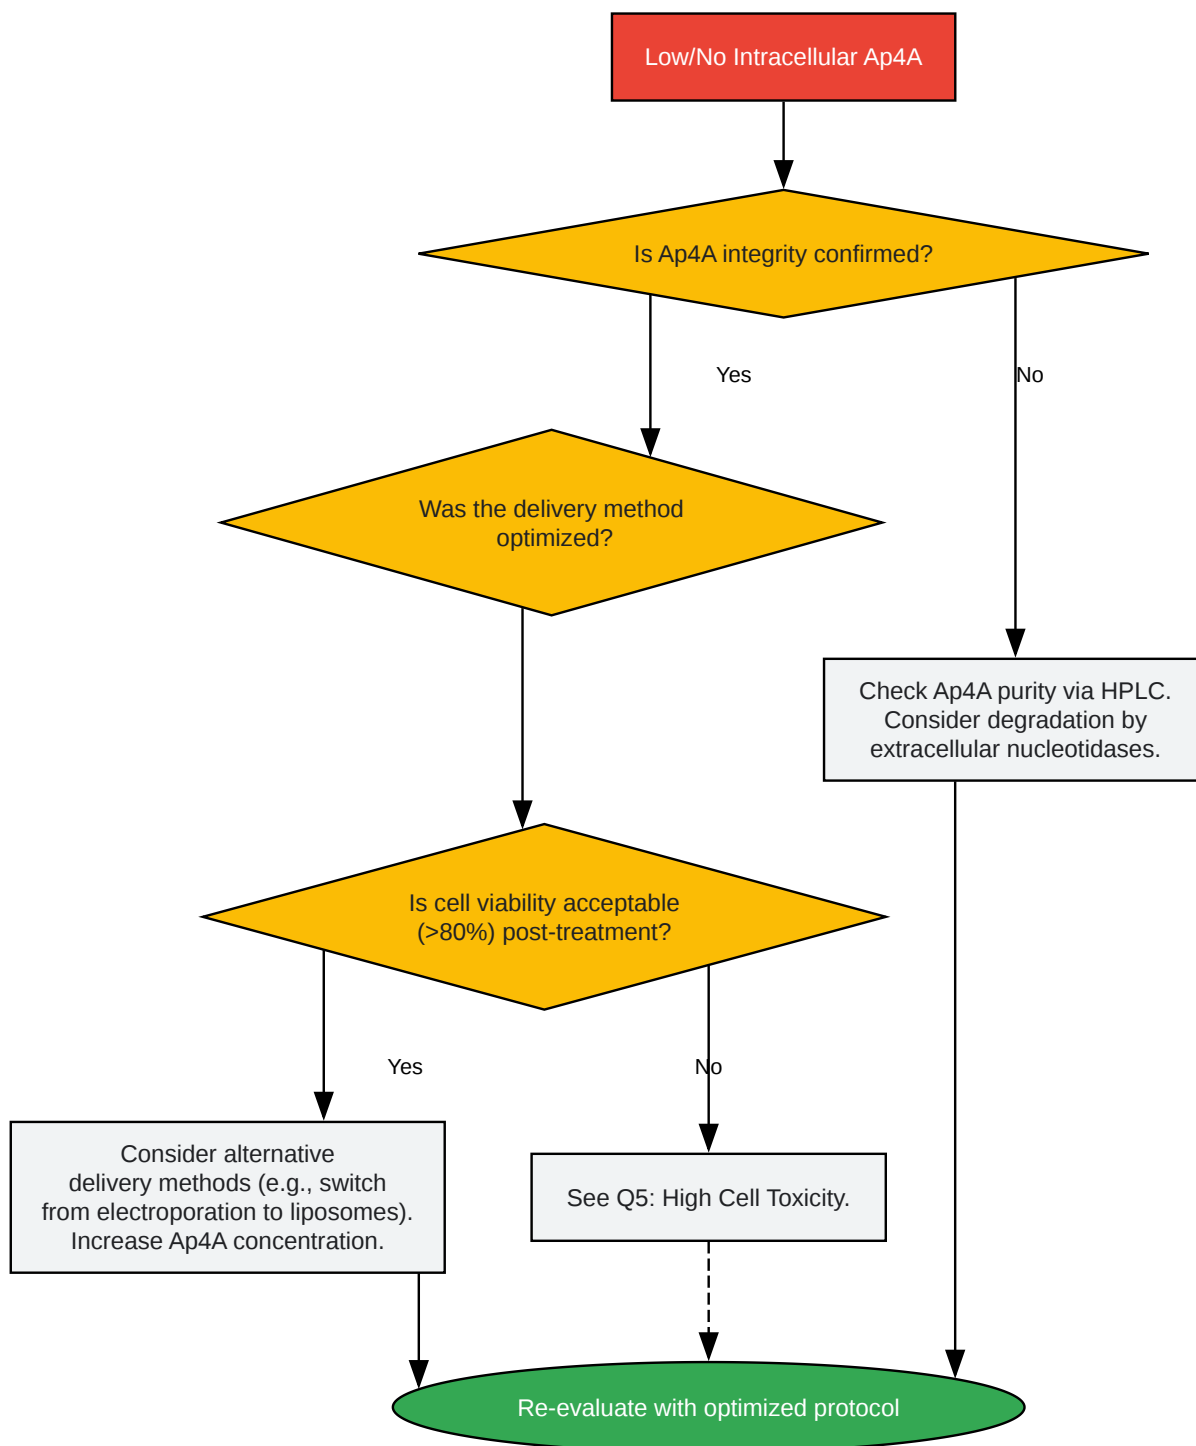 Low/No Intracellular Ap4A
Is Ap4A integrity confirmed?
Yes
No
Was the delivery method
optimized?
Check Ap4A purity via HPLC.
Consider degradation by
extracellular nucleotidases.
Is cell viability acceptable
(>80%) post-treatment?
Yes
No
Consider alternative
delivery methods (e.g., switch
from electroporation to liposomes).
Increase Ap4A concentration.
See Q5: High Cell Toxicity.
Re-evaluate with optimized protocol